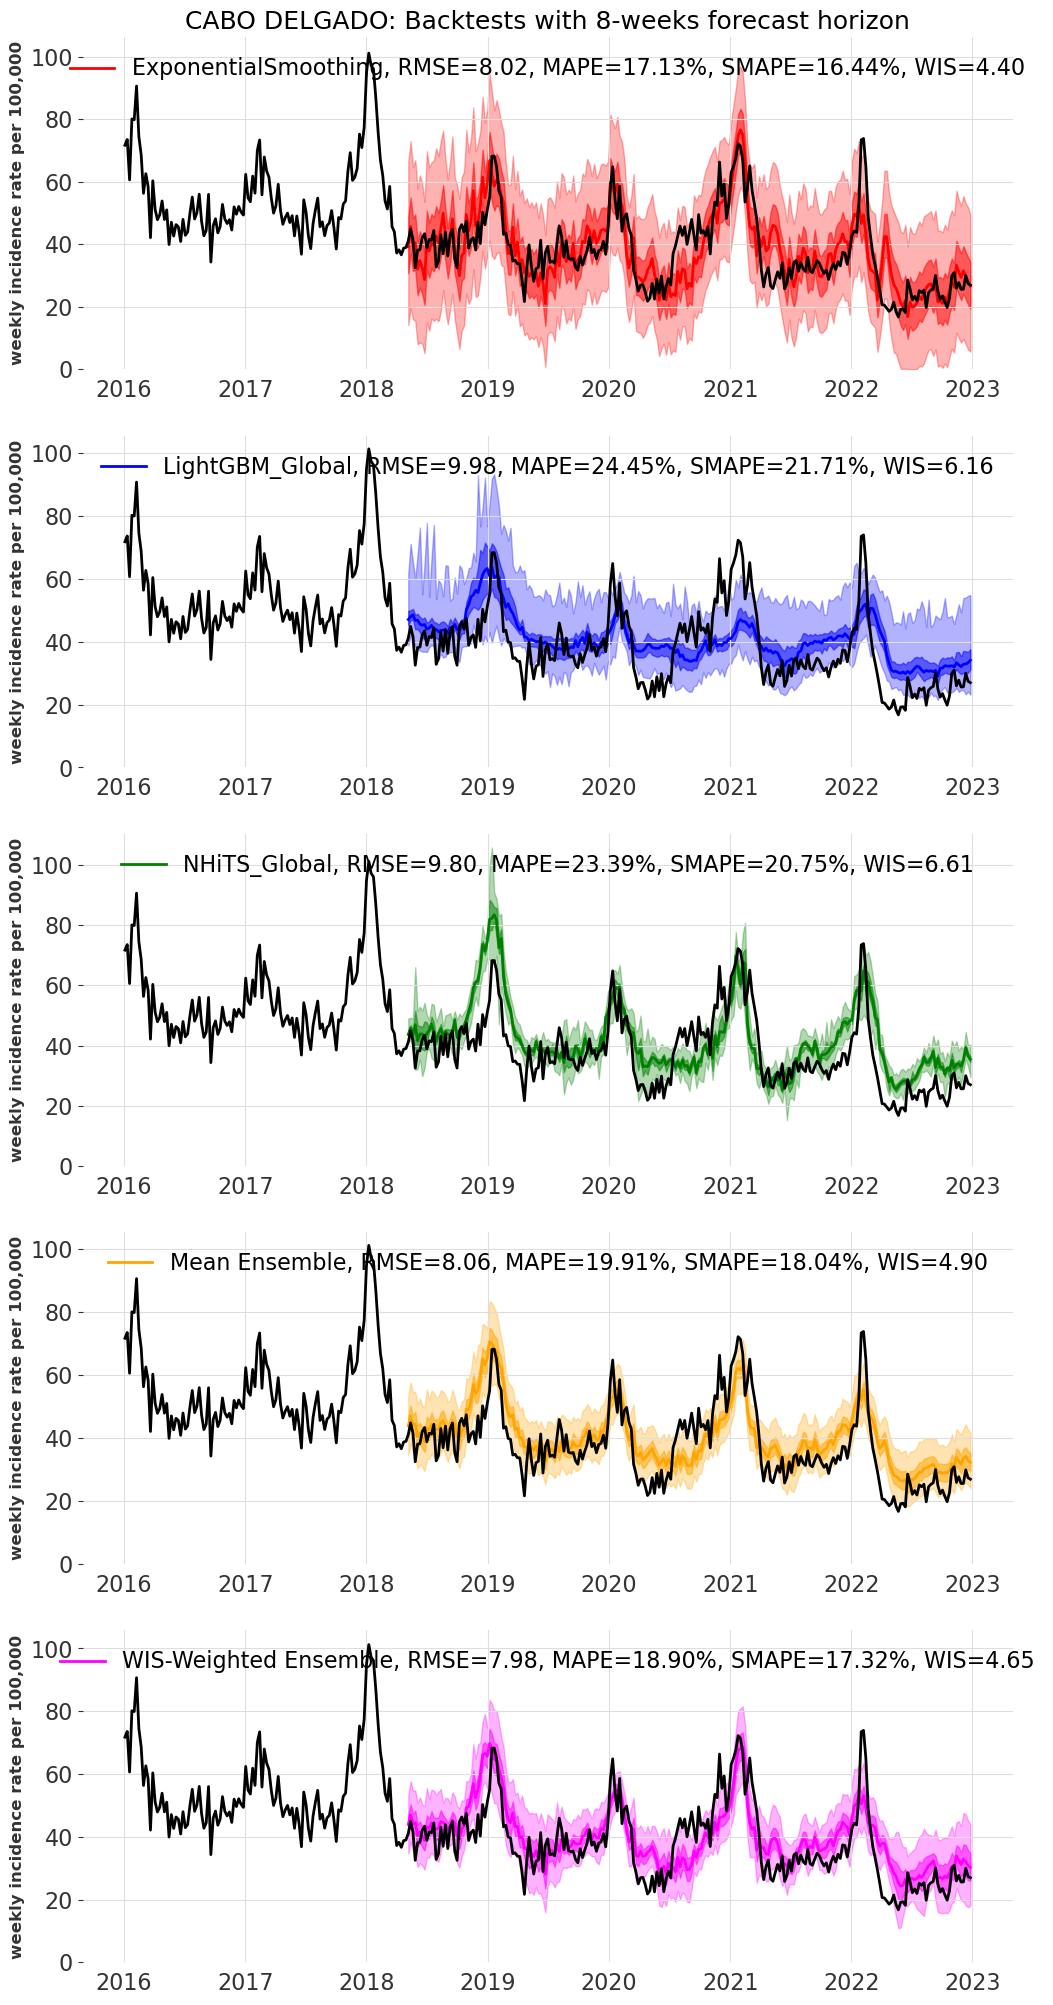 CABO DELGADO: Backtests with 8-weeks forecast horizon
weekly incidence rate per 100,000
ExponentialSmoothing, RMSE=8.02, MAPE=17.13%, SMAPE=16.44%, WIS=4.40
100
80
60
40
20
0
2016 2017 2018 2019 2020 2021 2022 2023
weekly incidence rate per 100,000
LightGBM_Global, RMSE=9.98, MAPE=24.45%, SMAPE=21.71%, WIS=6.16
100
80
60
40
20
0
2016 2017 2018 2019 2020 2021 2022 2023
weekly incidence rate per 100,000
NHiTS_Global, RMSE=9.80, MAPE=23.39%, SMAPE=20.75%, WIS=6.61
100
80
60
40
20
0
2016 2017 2018 2019 2020 2021 2022 2023
weekly incidence rate per 100,000
Mean Ensemble, RMSE=8.06, MAPE=19.91%, SMAPE=18.04%, WIS=4.90
100
80
60
40
20
0
2016 2017 2018 2019 2020 2021 2022 2023
weekly incidence rate per 100,000
WIS-Weighted Ensemble, RMSE=7.98, MAPE=18.90%, SMAPE=17.32%, WIS=4.65
100
80
60
40
20
0
2016 2017 2018 2019 2020 2021 2022 2023